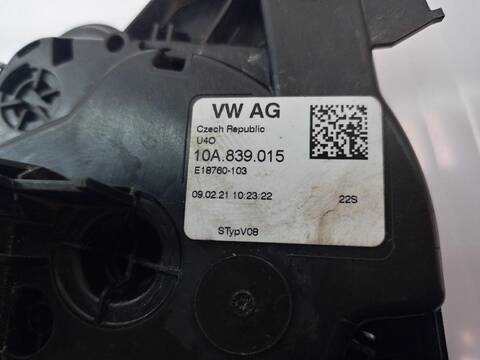 VW AG
Czech Republic
U4O
10A.839.015
E18760-103
09.02.21 10:23:22
22S
STypV08